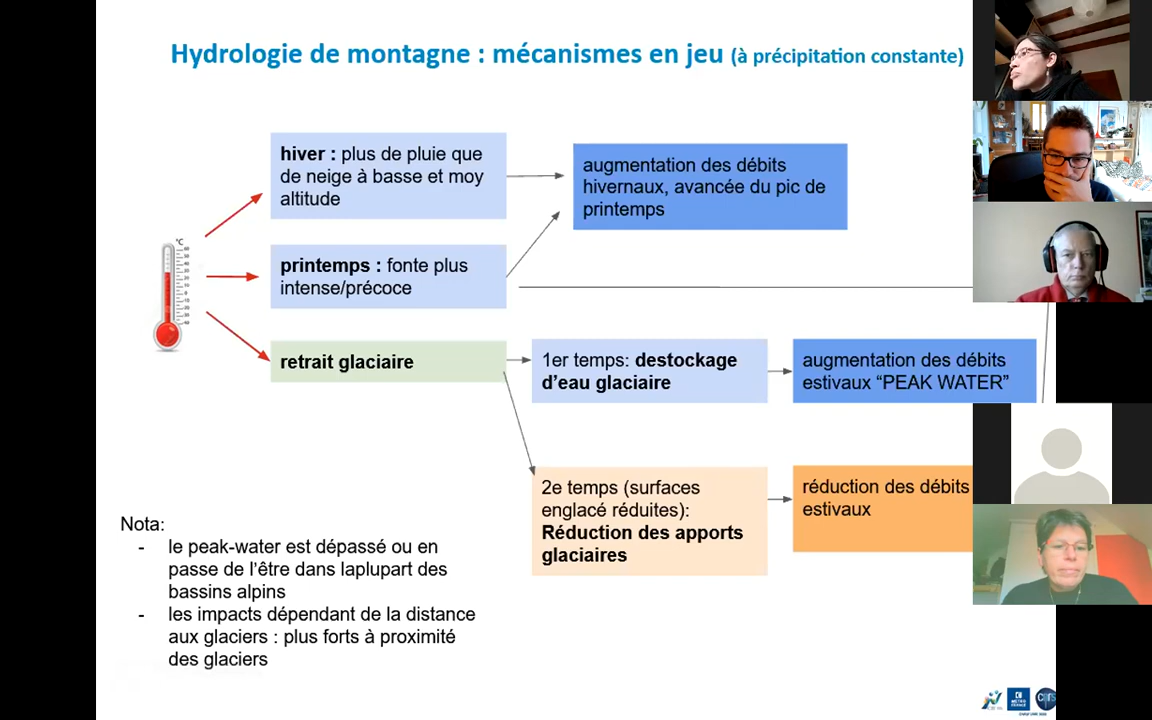 Hydrologie de montagne : mécanismes en jeu (à précipitation constante)
hiver : plus de pluie que
de neige à basse et moy
altitude
augmentation des débits
hivernaux, avancée du pic de
printemps
°C
printemps : fonte plus
intense/précoce
retrait glaciaire
1er temps: destockage
d'eau glaciaire
augmentation des débits
estivaux “PEAK WATER”
2e temps (surfaces
englacé réduites):
Réduction des apports
glaciaires
réduction des débits
estivaux
Nota:
- le peak-water est dépassé ou en
passe de l'être dans laplupart des
bassins alpins
- les impacts dépendant de la distance
aux glaciers : plus forts à proximité
des glaciers